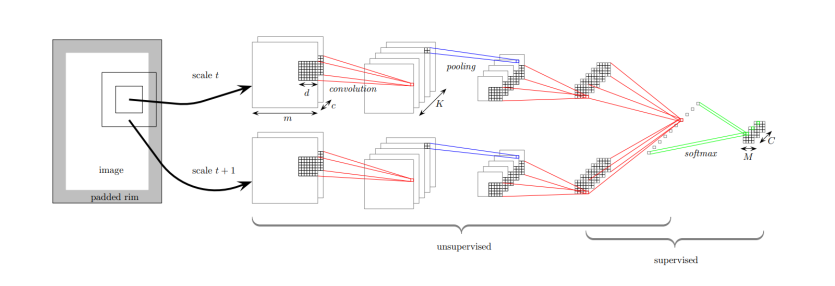 scale t
d
convolution
c
m
K
pooling
softmax
M
C
image
scale t + 1
padded rim
unsupervised
supervised